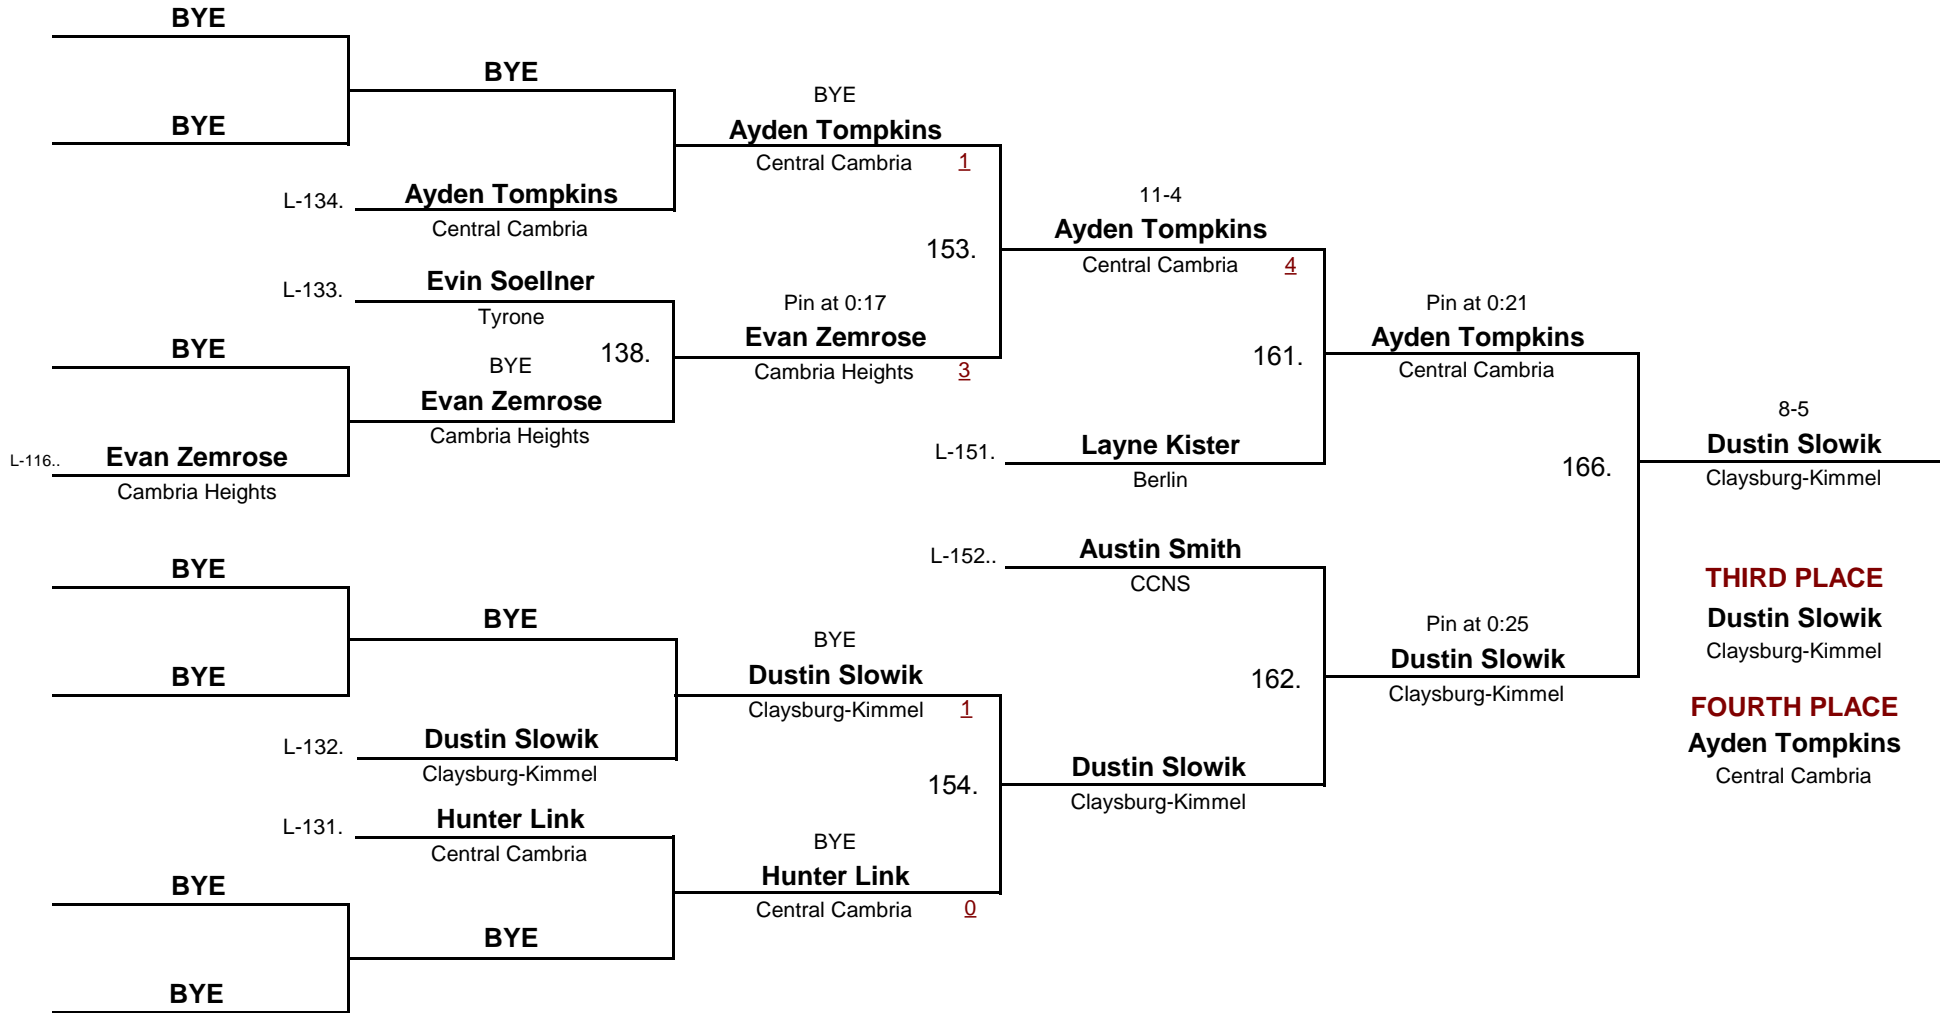 BYE
BYE
BYE
L-134. Ayden Tompkins
Central Cambria
BYE
Ayden Tompkins
Central Cambria 1
L-133. Evin Soellner
Tyrone
BYE
BYE
Evan Zemrose
Cambria Heights
L-116.. Evan Zemrose
Cambria Heights
138.
Pin at 0:17
Evan Zemrose
Cambria Heights 3
153.
11-4
Ayden Tompkins
Central Cambria 4
L-151. Layne Kister
Berlin
161.
Pin at 0:21
Ayden Tompkins
Central Cambria
BYE
BYE
BYE
L-132. Dustin Slowik
Claysburg-Kimmel
BYE
Dustin Slowik
Claysburg-Kimmel 1
L-131. Hunter Link
Central Cambria
BYE
BYE
BYE
BYE
Hunter Link
Central Cambria 0
154.
Dustin Slowik
Claysburg-Kimmel
L-152.. Austin Smith
CCNS
162.
Pin at 0:25
Dustin Slowik
Claysburg-Kimmel
166.
8-5
Dustin Slowik
Claysburg-Kimmel
THIRD PLACE
Dustin Slowik
Claysburg-Kimmel
FOURTH PLACE
Ayden Tompkins
Central Cambria